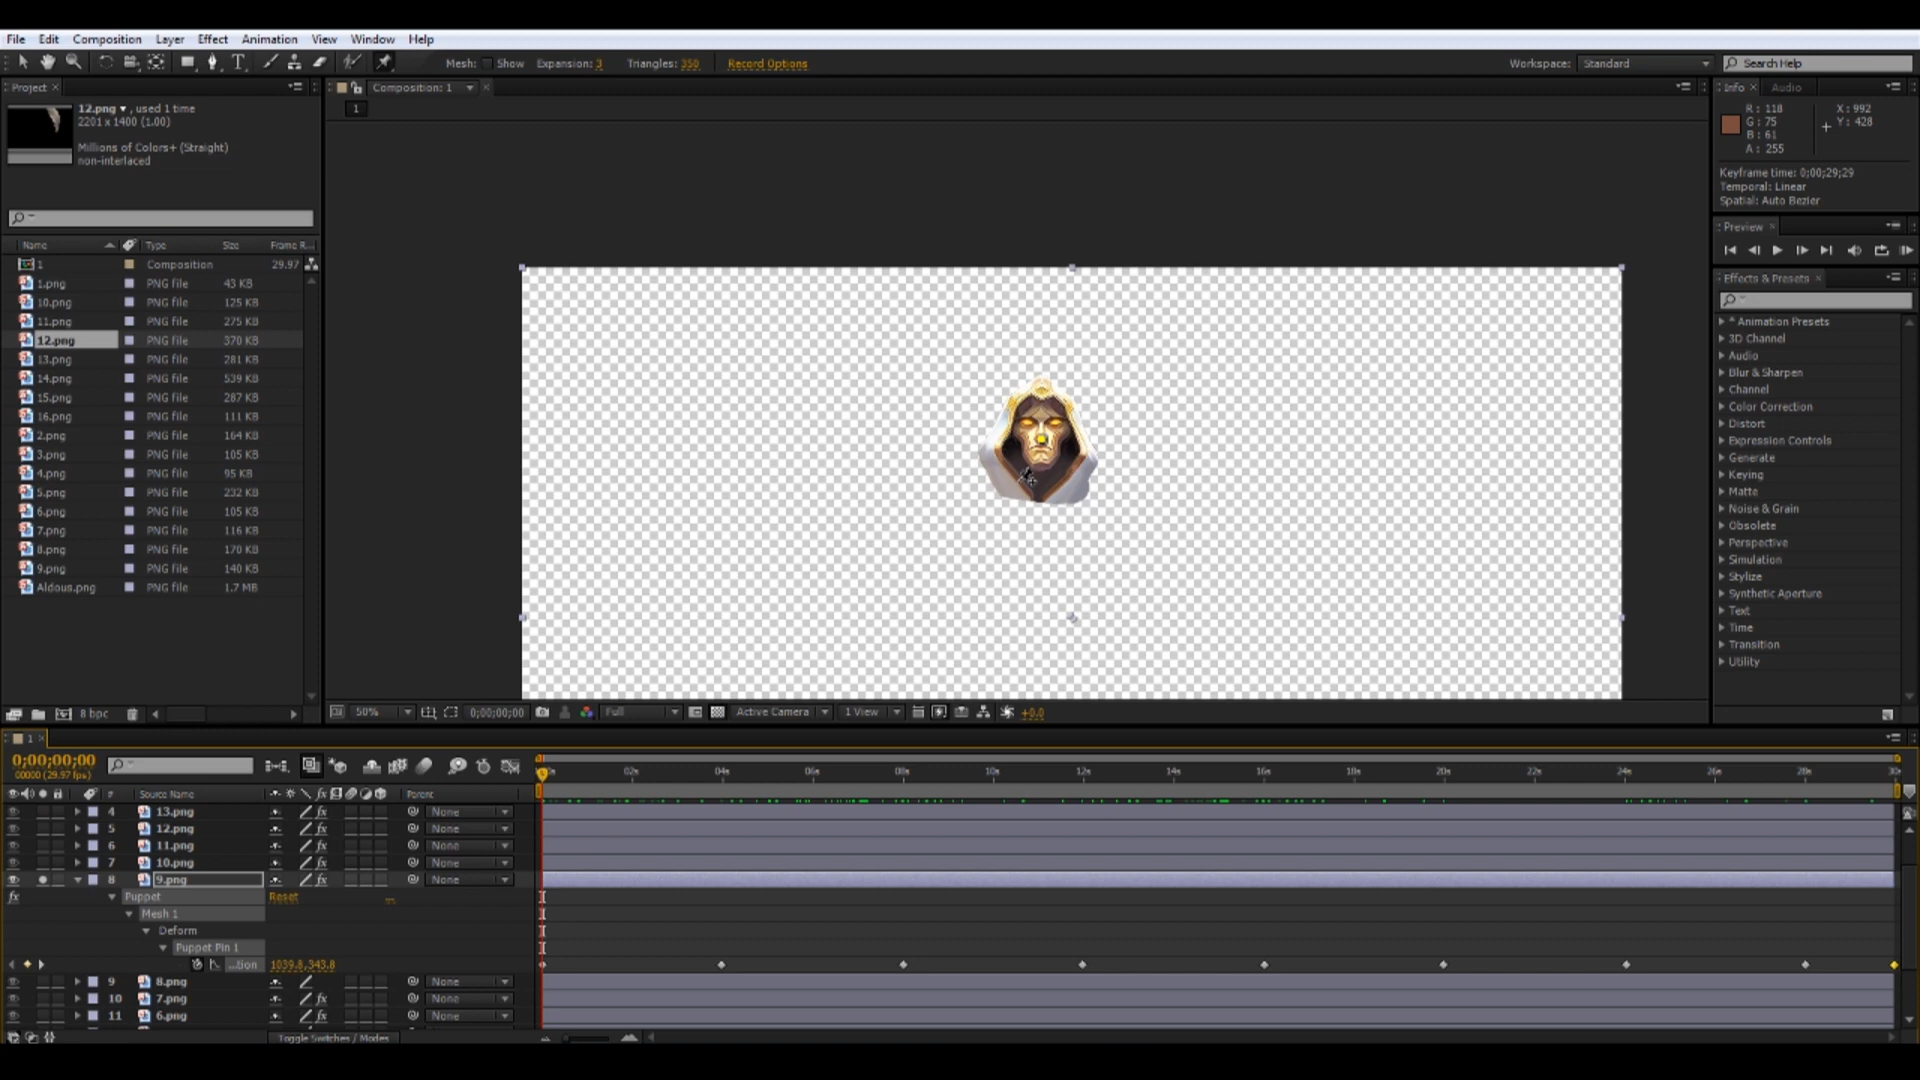 File Edit Composition Layer Effect Animation View Window Help
Mesh: Show Expansion: 3 Triangles: 350 Record Options Workspace: Standard Search Help
Project
12.png ▾ , used 1 time
2201 x 1400 (1.00)
Millions of Colors+ (Straight)
non-interlaced
Name Type Size Frame R...
1 Composition 29.97
1.png PNG file 43 KB
10.png PNG file 125 KB
11.png PNG file 275 KB
12.png PNG file 370 KB
13.png PNG file 281 KB
14.png PNG file 539 KB
15.png PNG file 287 KB
16.png PNG file 111 KB
2.png PNG file 164 KB
3.png PNG file 105 KB
4.png PNG file 95 KB
5.png PNG file 232 KB
6.png PNG file 105 KB
7.png PNG file 116 KB
8.png PNG file 170 KB
9.png PNG file 140 KB
Aldous.png PNG file 1.7 MB
8 bpc
Composition: 1
1
50% 0;00;00;00 Full Active Camera 1 View +0.0
Info Audio
R: 118 X: 992
G: 75 Y: 428
B: 61
A: 255
Keyframe time: 0;00;29;29
Temporal: Linear
Spatial: Auto Bezier
Preview
Effects & Presets
* Animation Presets
3D Channel
Audio
Blur & Sharpen
Channel
Color Correction
Distort
Expression Controls
Generate
Keying
Matte
Noise & Grain
Obsolete
Perspective
Simulation
Stylize
Synthetic Aperture
Text
Time
Transition
Utility
1
0;00;00;00
00000 (29.97 fps)
02s 04s 06s 08s 10s 12s 14s 16s 18s 20s 22s 24s 26s 28s 30s
# Source Name Parent
4 13.png None
5 12.png None
6 11.png None
7 10.png None
8 9.png None
Puppet Reset
Mesh 1
Deform
Puppet Pin 1
...tion 1039.8,343.8
9 8.png None
10 7.png None
11 6.png None
Toggle Switches / Modes